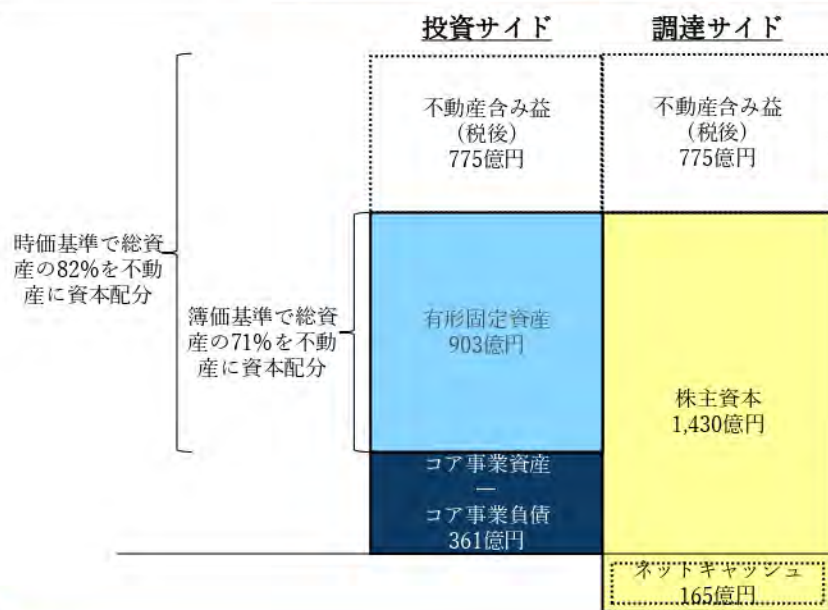 投資サイド
調達サイド
不動産含み益
(税後)
775億円
不動産含み益
(税後)
775億円
時価基準で総資
産の82%を不動
産に資本配分
簿価基準で総資
産の71%を不動
産に資本配分
有形固定資産
903億円
株主資本
1,430億円
コア事業資産
―
コア事業負債
361億円
ネットキャッシュ
165億円